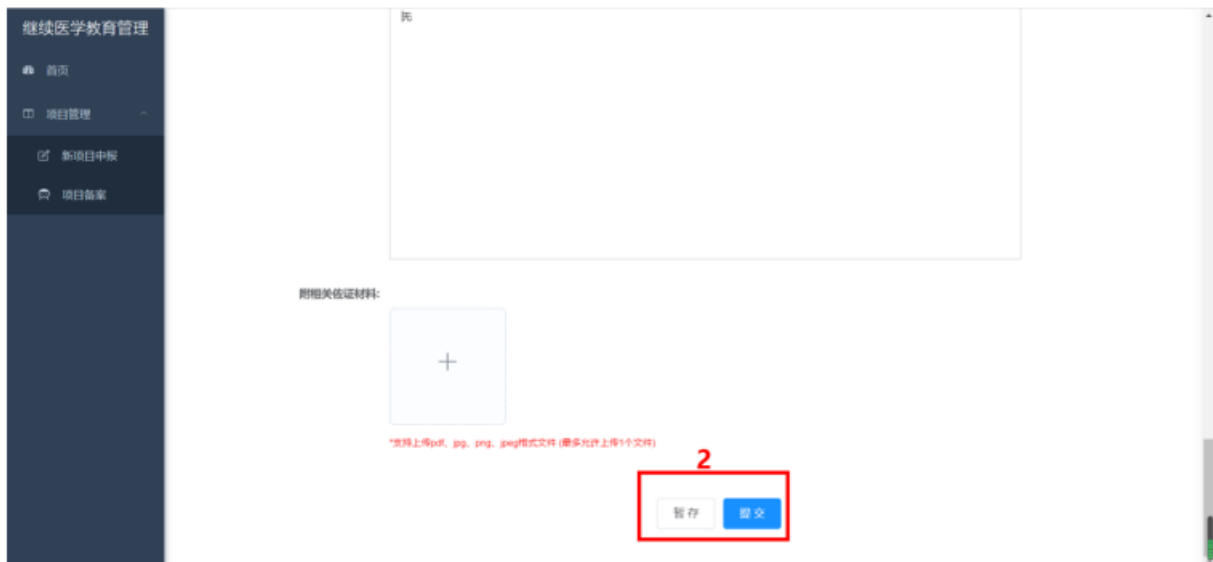 继续医学教育管理
无
首页
项目管理
新项目申报
项目备案
附相关佐证材料:
*支持上传pdf、jpg、png、jpeg格式文件 (最多允许上传1个文件)
2
暂存 提交